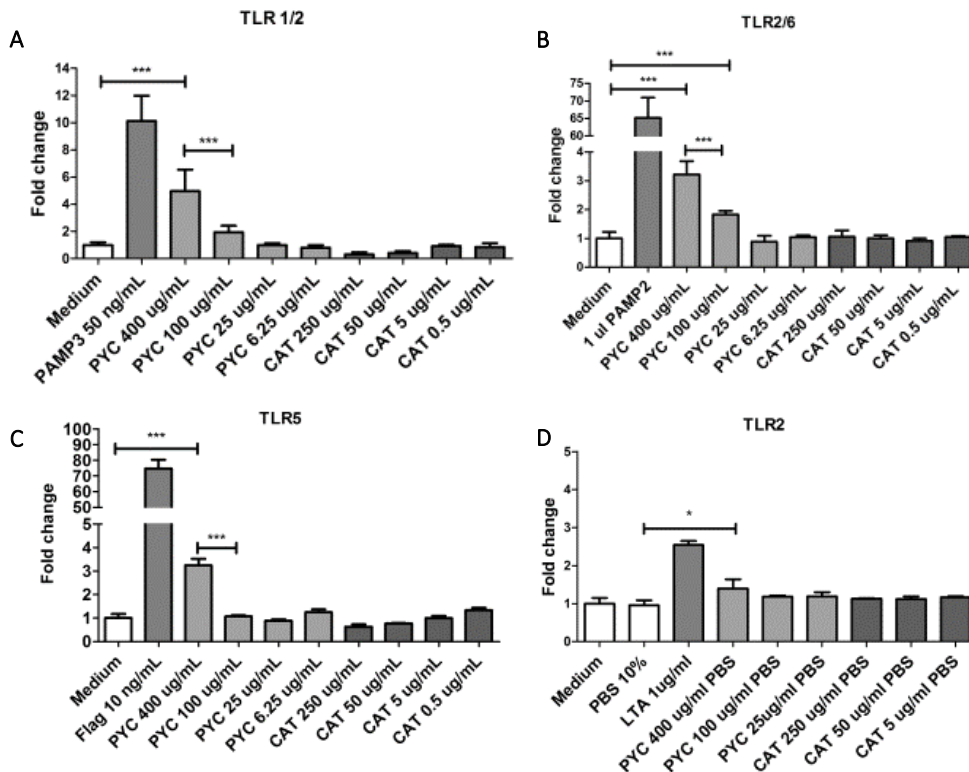 A
TLR 1/2
Fold change
14
12
10
8
6
4
2
0
***
***
Medium
PAMP3 50 ng/mL
PYC 400 ug/mL
PYC 100 ug/mL
PYC 25 ug/mL
PYC 6.25 ug/mL
CAT 250 ug/mL
CAT 50 ug/mL
CAT 5 ug/mL
CAT 0.5 ug/mL
B
TLR2/6
Fold change
75
70
65
60
4
3
2
1
0
***
***
***
Medium
1 ul PAMP2
PYC 400 ug/mL
PYC 100 ug/mL
PYC 25 ug/mL
PYC 6.25 ug/mL
CAT 250 ug/mL
CAT 50 ug/mL
CAT 5 ug/mL
CAT 0.5 ug/mL
C
TLR5
Fold change
100
90
80
70
60
50
5
4
3
2
1
0
***
***
Medium
Flag 10 ng/mL
PYC 400 ug/mL
PYC 100 ug/mL
PYC 25 ug/mL
PYC 6.25 ug/mL
CAT 250 ug/mL
CAT 50 ug/mL
CAT 5 ug/mL
CAT 0.5 ug/mL
D
TLR2
Fold change
5
4
3
2
1
0
*
Medium
PBS 10%
LTA 1ug/ml
PYC 400 ug/ml PBS
PYC 100 ug/ml PBS
PYC 25ug/ml PBS
CAT 250 ug/ml PBS
CAT 50 ug/ml PBS
CAT 5 ug/ml PBS